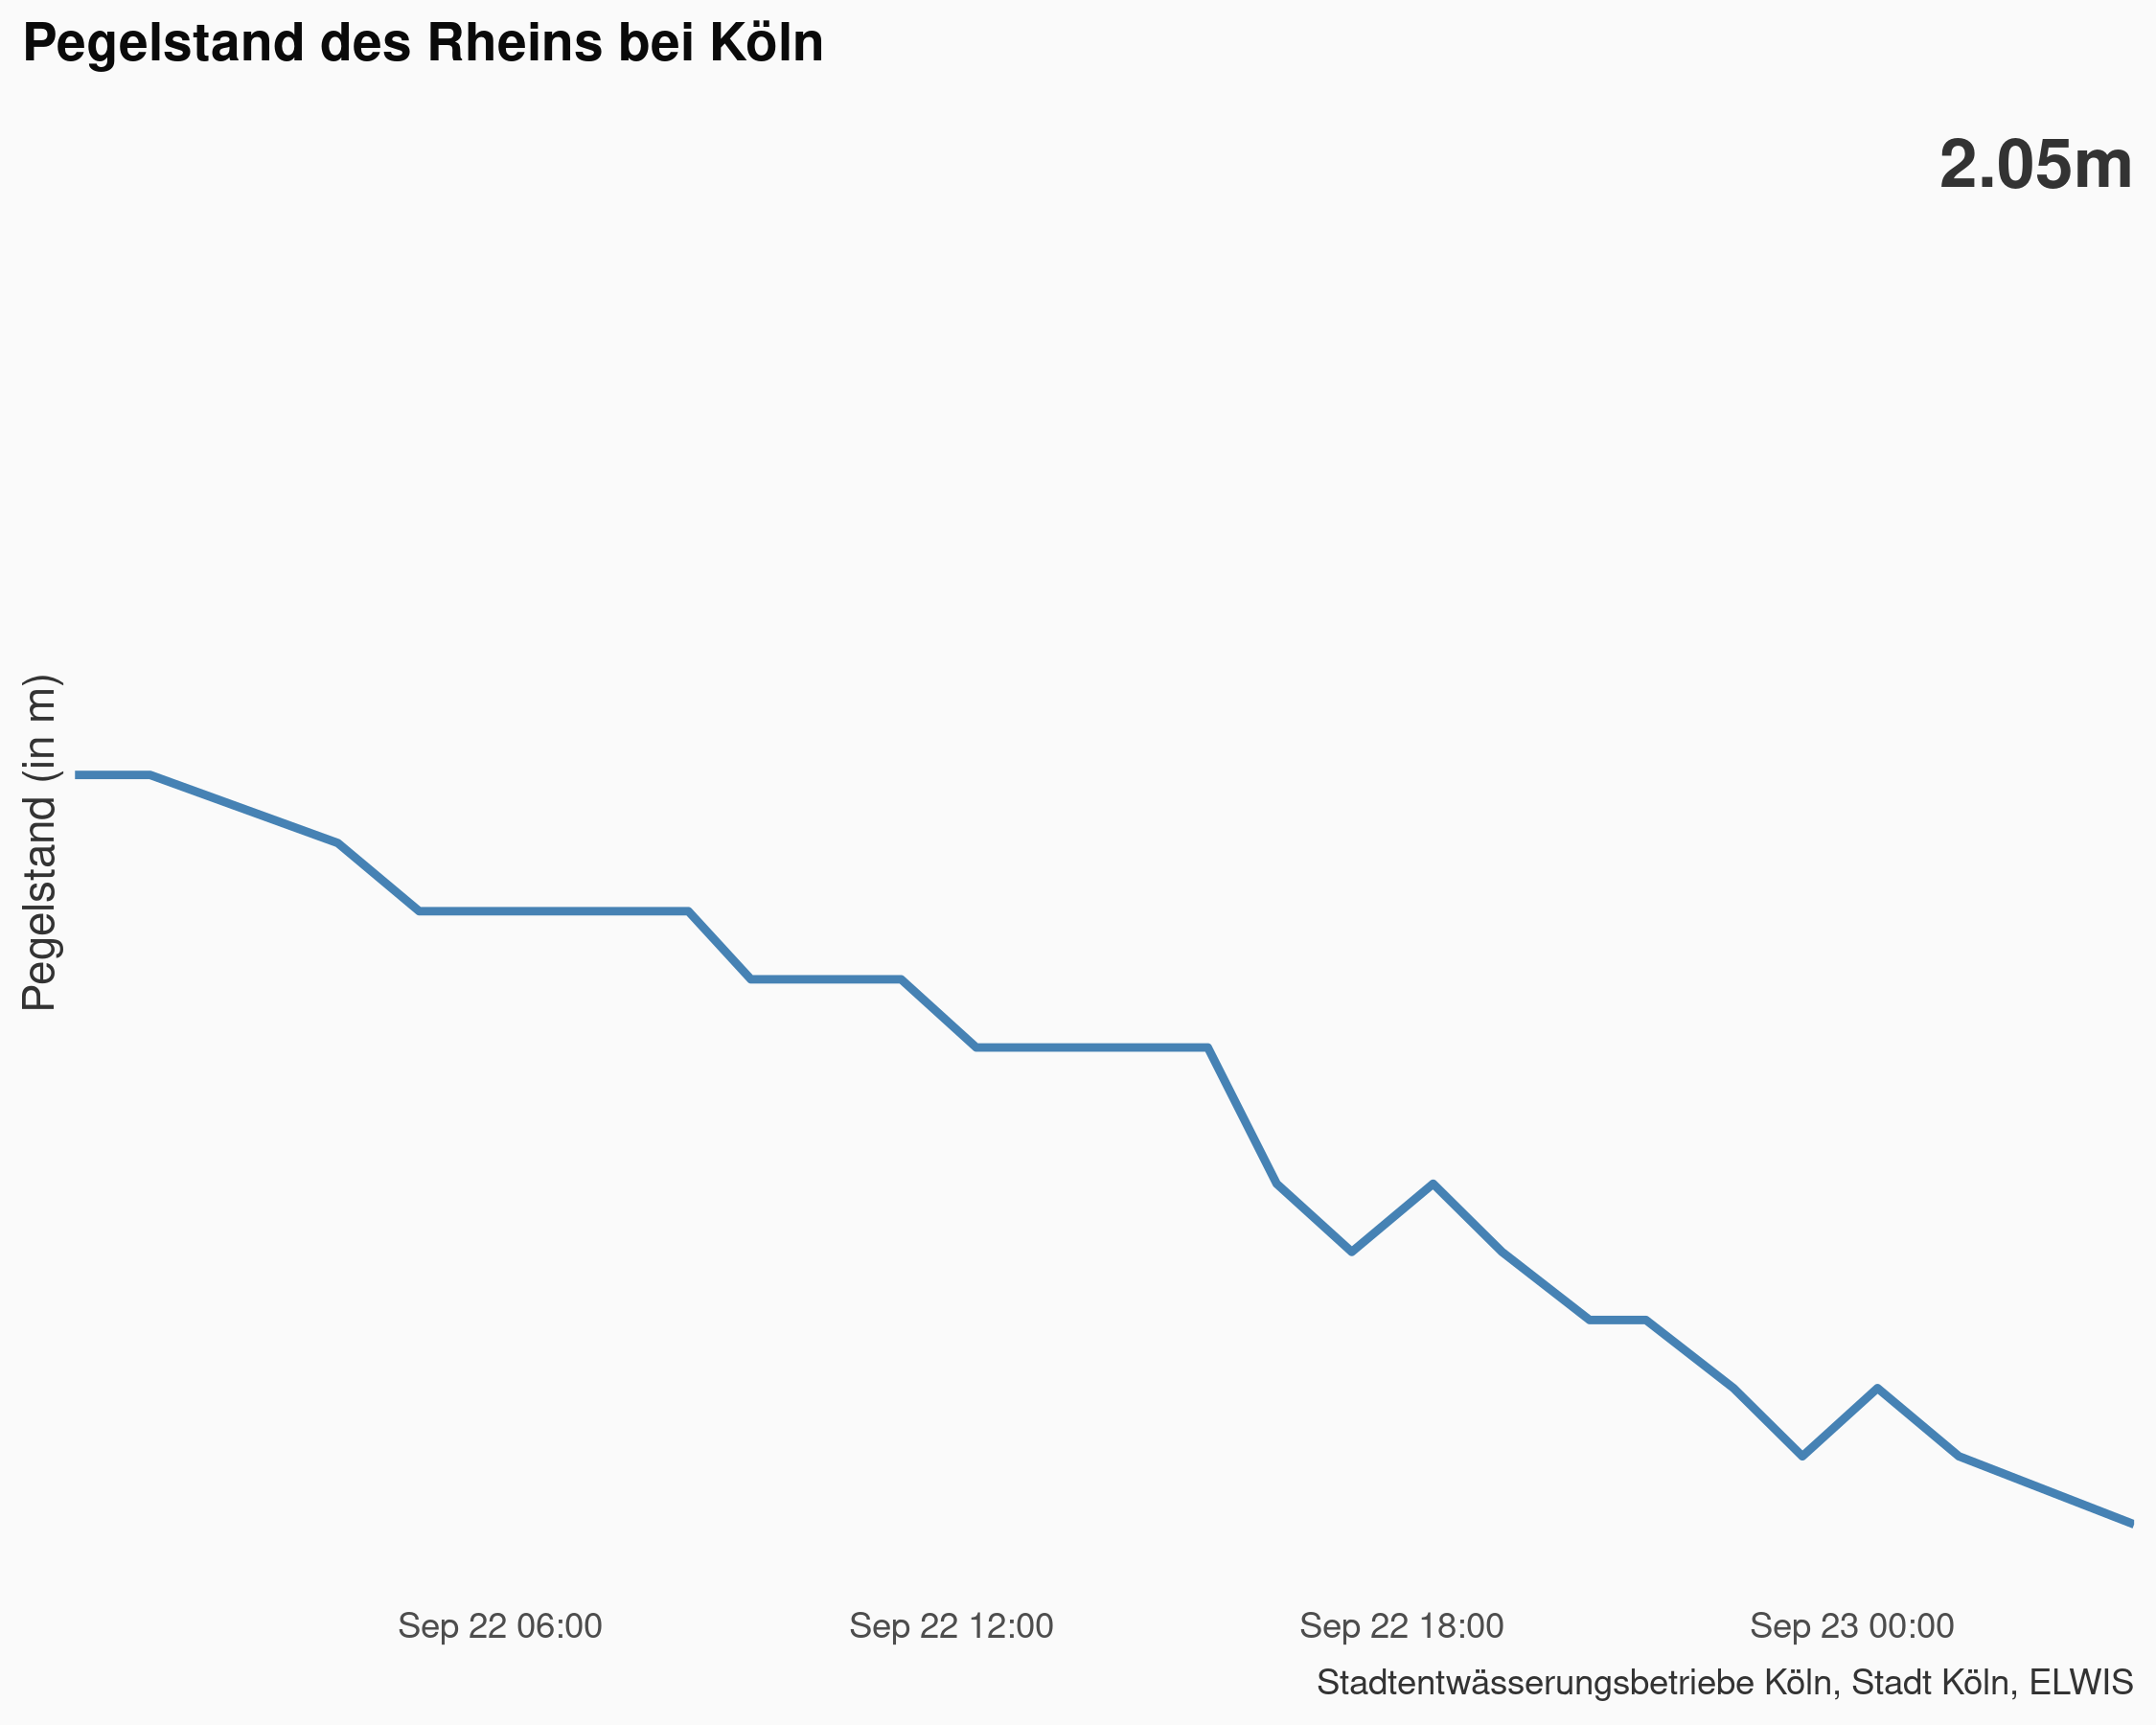 Pegelstand des Rheins bei Köln
2.05m
Pegelstand (in m)
Sep 22 06:00
Sep 22 12:00
Sep 22 18:00
Sep 23 00:00
Stadtentwässerungsbetriebe Köln, Stadt Köln, ELWIS